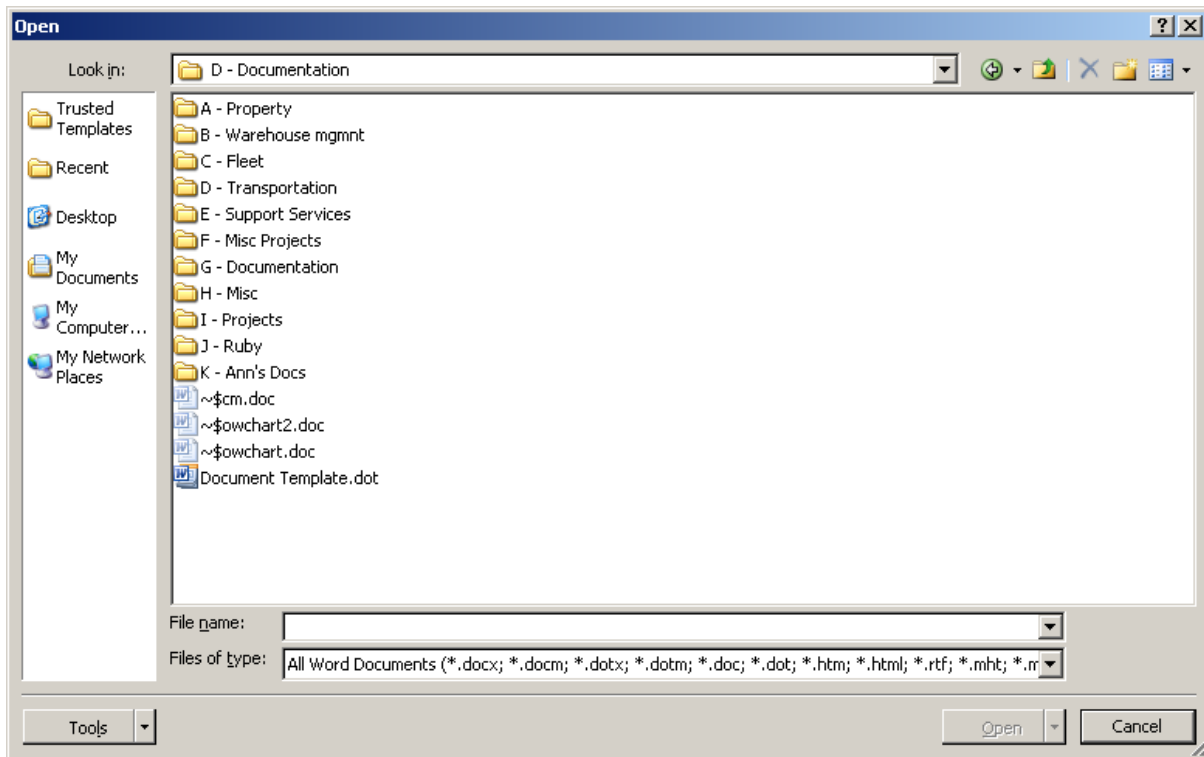 Open
Look in:
D - Documentation
Trusted
Templates
Recent
Desktop
My
Documents
My
Computer...
My Network
Places
A - Property
B - Warehouse mgmnt
C - Fleet
D - Transportation
E - Support Services
F - Misc Projects
G - Documentation
H - Misc
I - Projects
J - Ruby
K - Ann's Docs
~$cm.doc
~$owchart2.doc
~$owchart.doc
Document Template.dot
File name:
Files of type:
All Word Documents (*.docx; *.docm; *.dotx; *.dotm; *.doc; *.dot; *.htm; *.html; *.rtf; *.mht; *.m
Tools
Open
Cancel